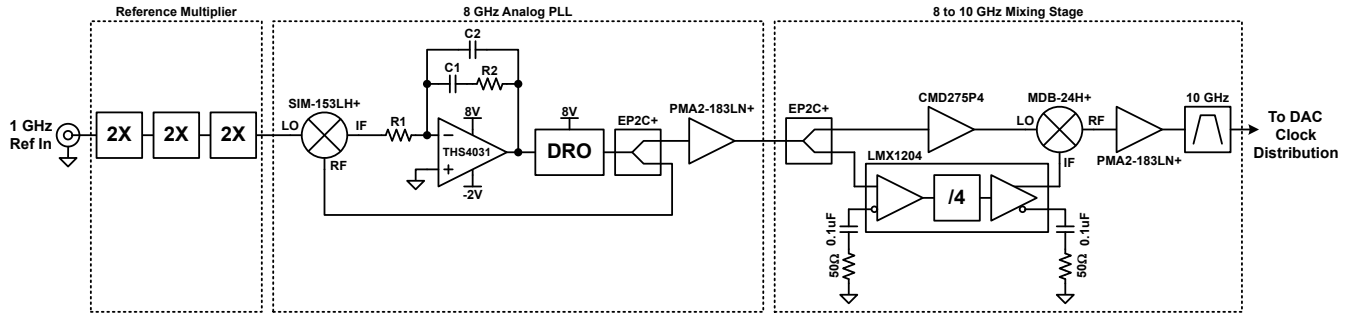 Reference Multiplier
8 GHz Analog PLL
8 to 10 GHz Mixing Stage
1 GHz
Ref In
2X
2X
2X
SIM-153LH+
LO
IF
RF
R1
C2
C1
R2
8V
THS4031
-2V
8V
DRO
EP2C+
PMA2-183LN+
EP2C+
CMD275P4
LMX1204
/4
0.1uF
50Ω
0.1uF
50Ω
MDB-24H+
LO
RF
IF
PMA2-183LN+
10 GHz
To DAC
Clock
Distribution